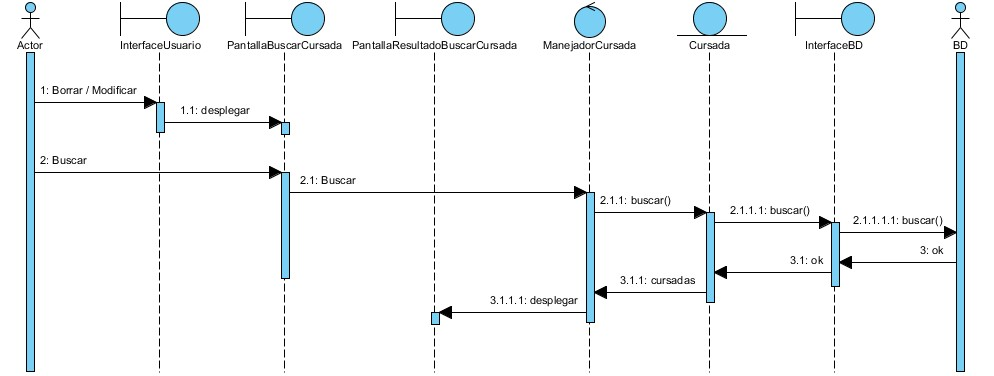 Actor
InterfaceUsuario
PantallaBuscarCursada
PantallaResultadoBuscarCursada
ManejadorCursada
Cursada
InterfaceBD
BD
1: Borrar / Modificar
1.1: desplegar
2: Buscar
2.1: Buscar
2.1.1: buscar()
2.1.1.1: buscar()
2.1.1.1.1: buscar()
3: ok
3.1: ok
3.1.1: cursadas
3.1.1.1: desplegar